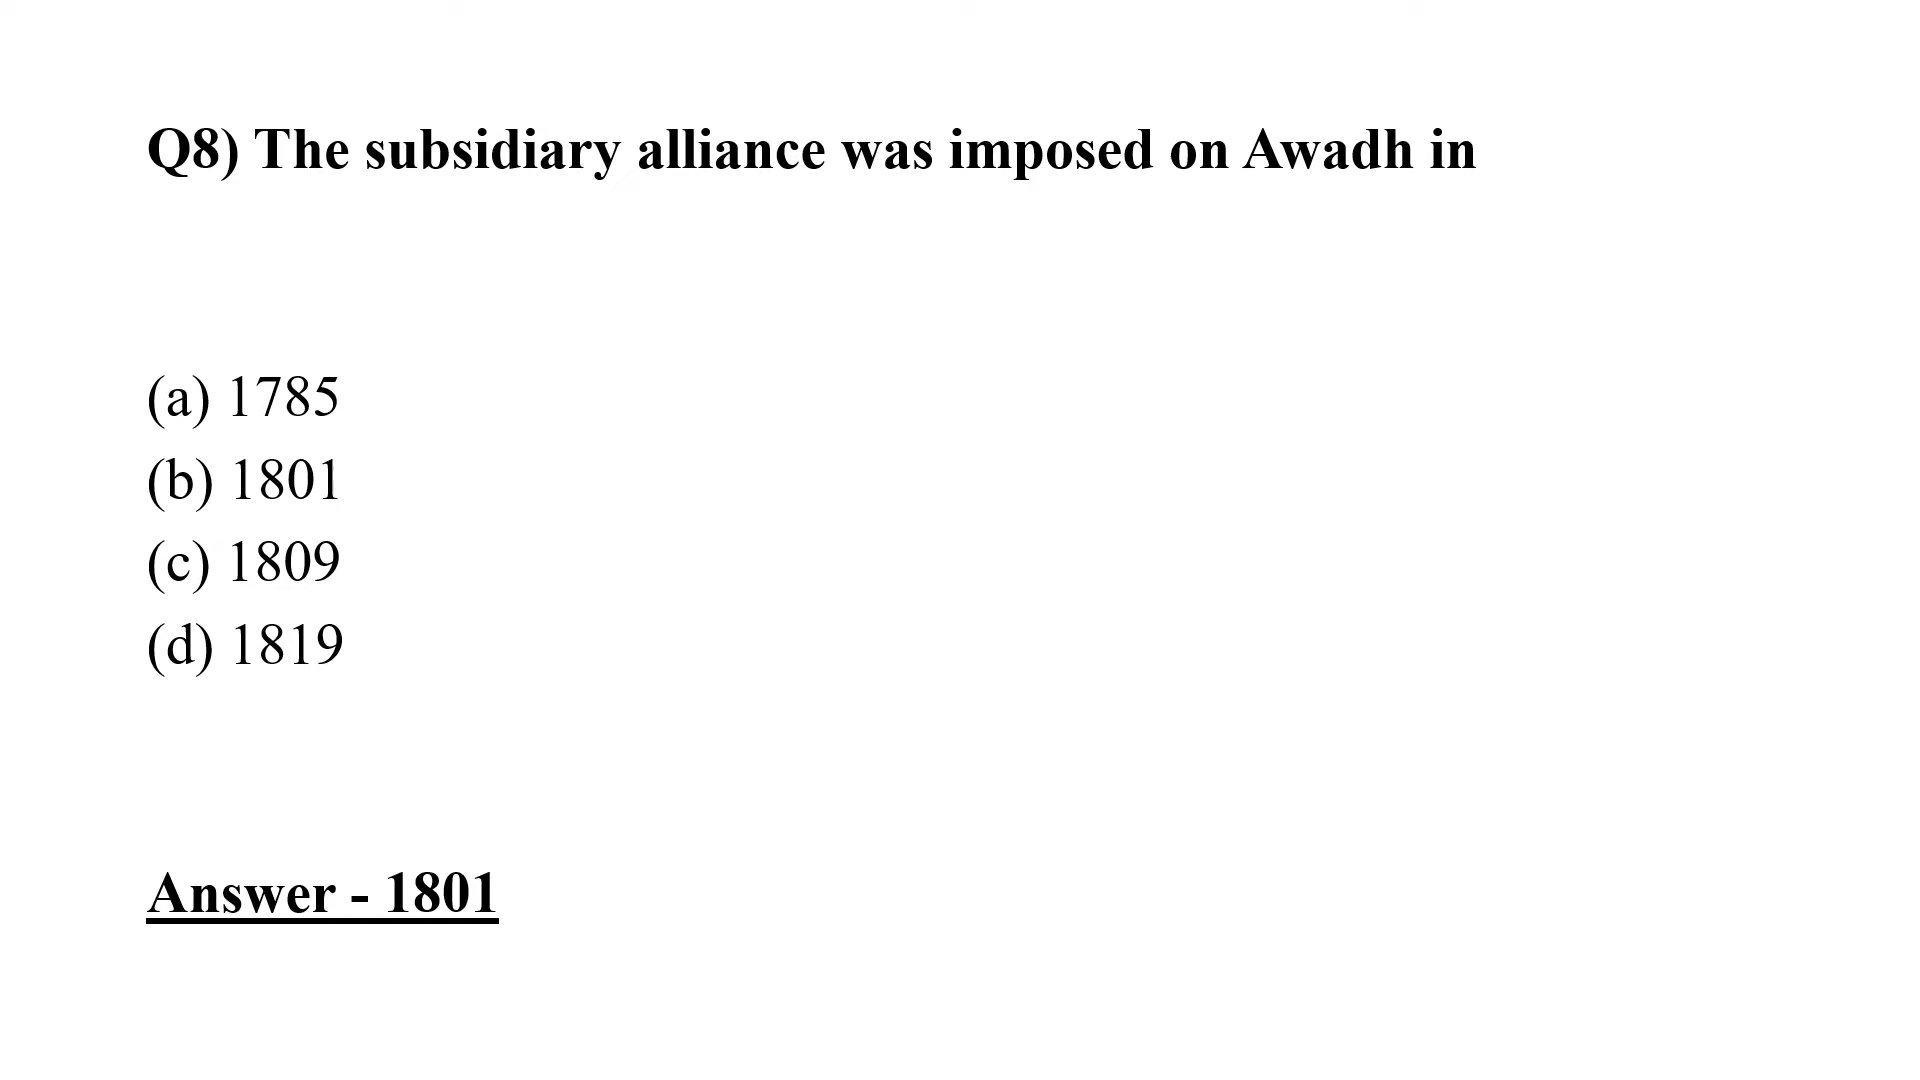 Q8) The subsidiary alliance was imposed on Awadh in
(a) 1785
(b) 1801
(c) 1809
(d) 1819
Answer - 1801